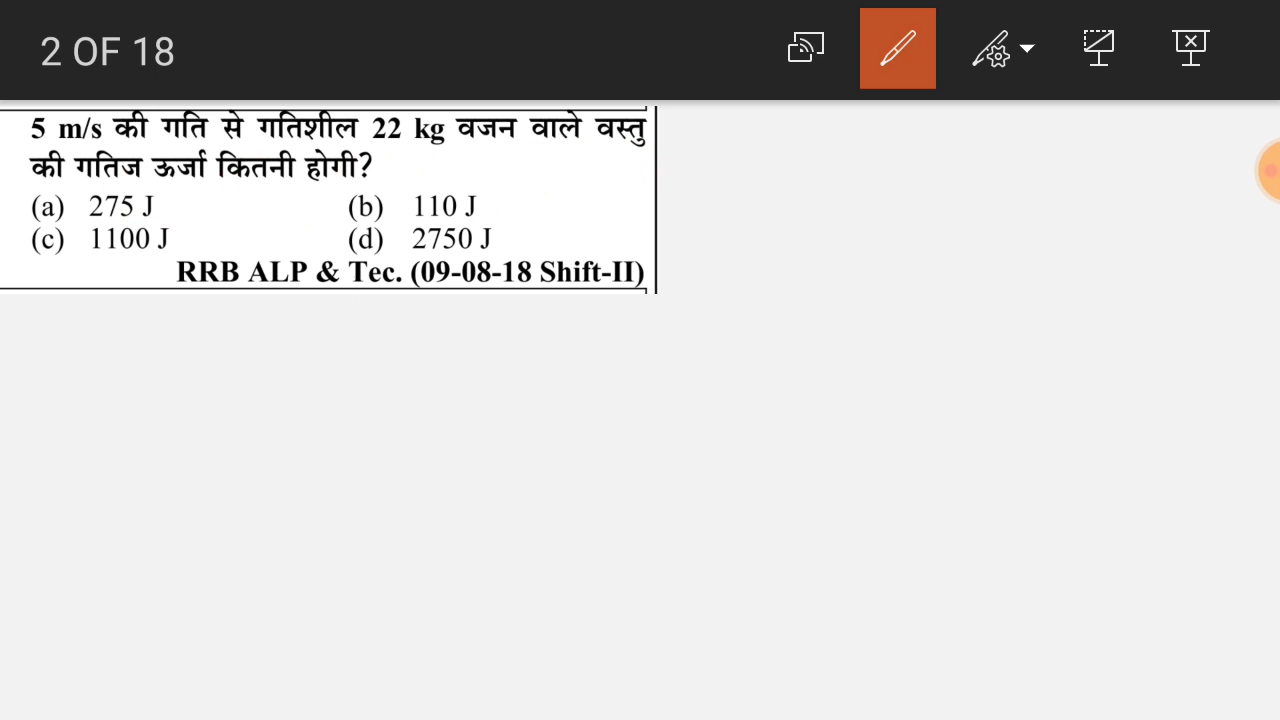 2 OF 18
5 m/s की गति से गतिशील 22 kg वजन वाले वस्तु
की गतिज ऊर्जा कितनी होगी?
(a) 275 J (b) 110 J
(c) 1100 J (d) 2750 J
RRB ALP & Tec. (09-08-18 Shift-II)